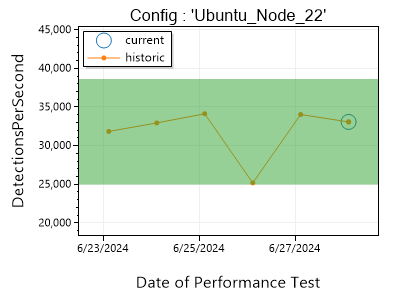 Config : 'Ubuntu_Node_22'
45,000
40,000
35,000
30,000
25,000
20,000
DetectionsPerSecond
current
historic
6/23/2024
6/25/2024
6/27/2024
Date of Performance Test